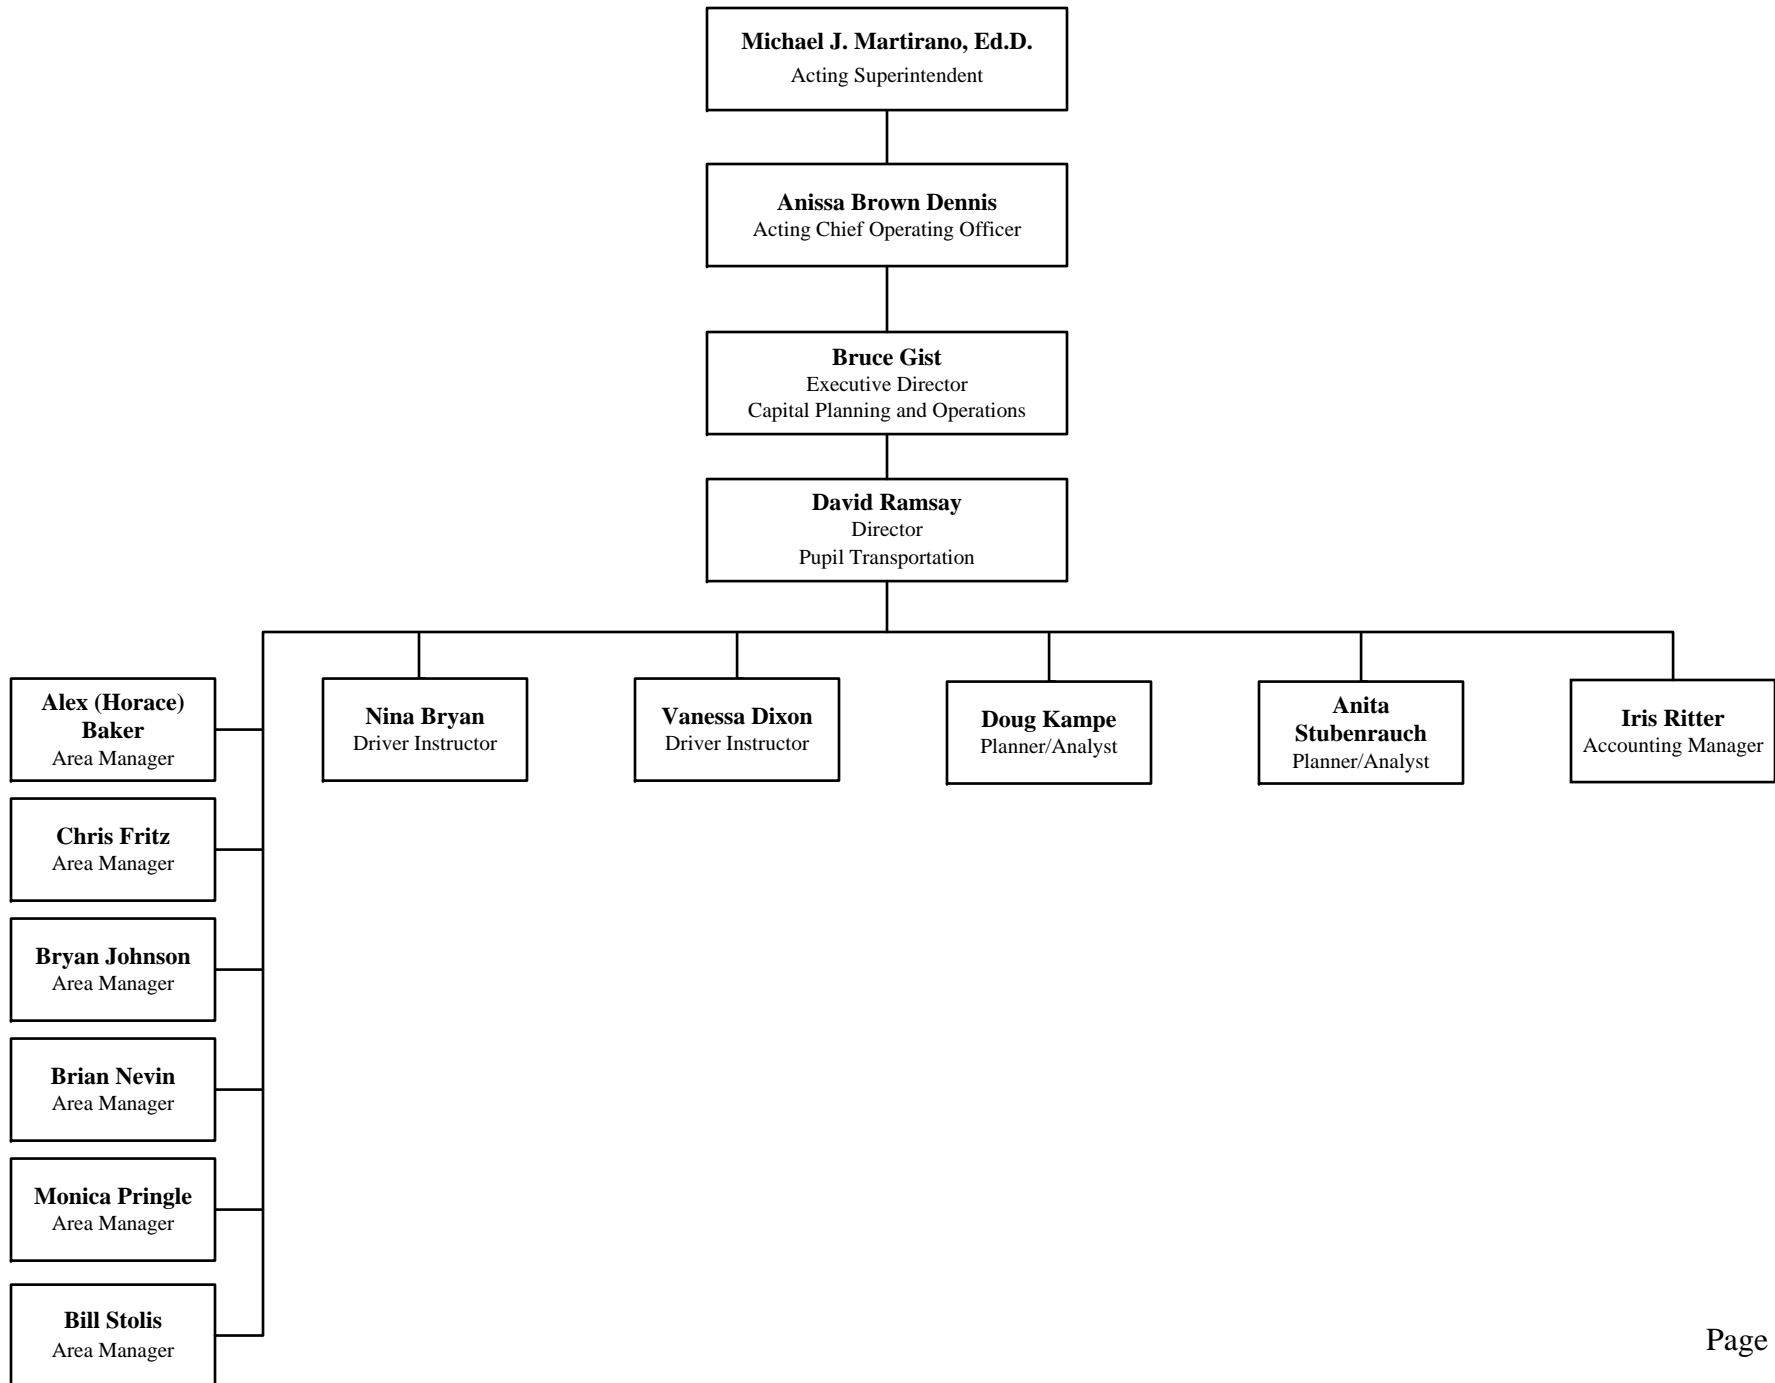 Michael J. Martirano, Ed.D.
Acting Superintendent
Anissa Brown Dennis
Acting Chief Operating Officer
Bruce Gist
Executive Director
Capital Planning and Operations
David Ramsay
Director
Pupil Transportation
Alex (Horace)
Baker
Area Manager
Nina Bryan
Driver Instructor
Vanessa Dixon
Driver Instructor
Doug Kampe
Planner/Analyst
Anita
Stubenrauch
Planner/Analyst
Iris Ritter
Accounting Manager
Chris Fritz
Area Manager
Bryan Johnson
Area Manager
Brian Nevin
Area Manager
Monica Pringle
Area Manager
Bill Stolis
Area Manager
Page